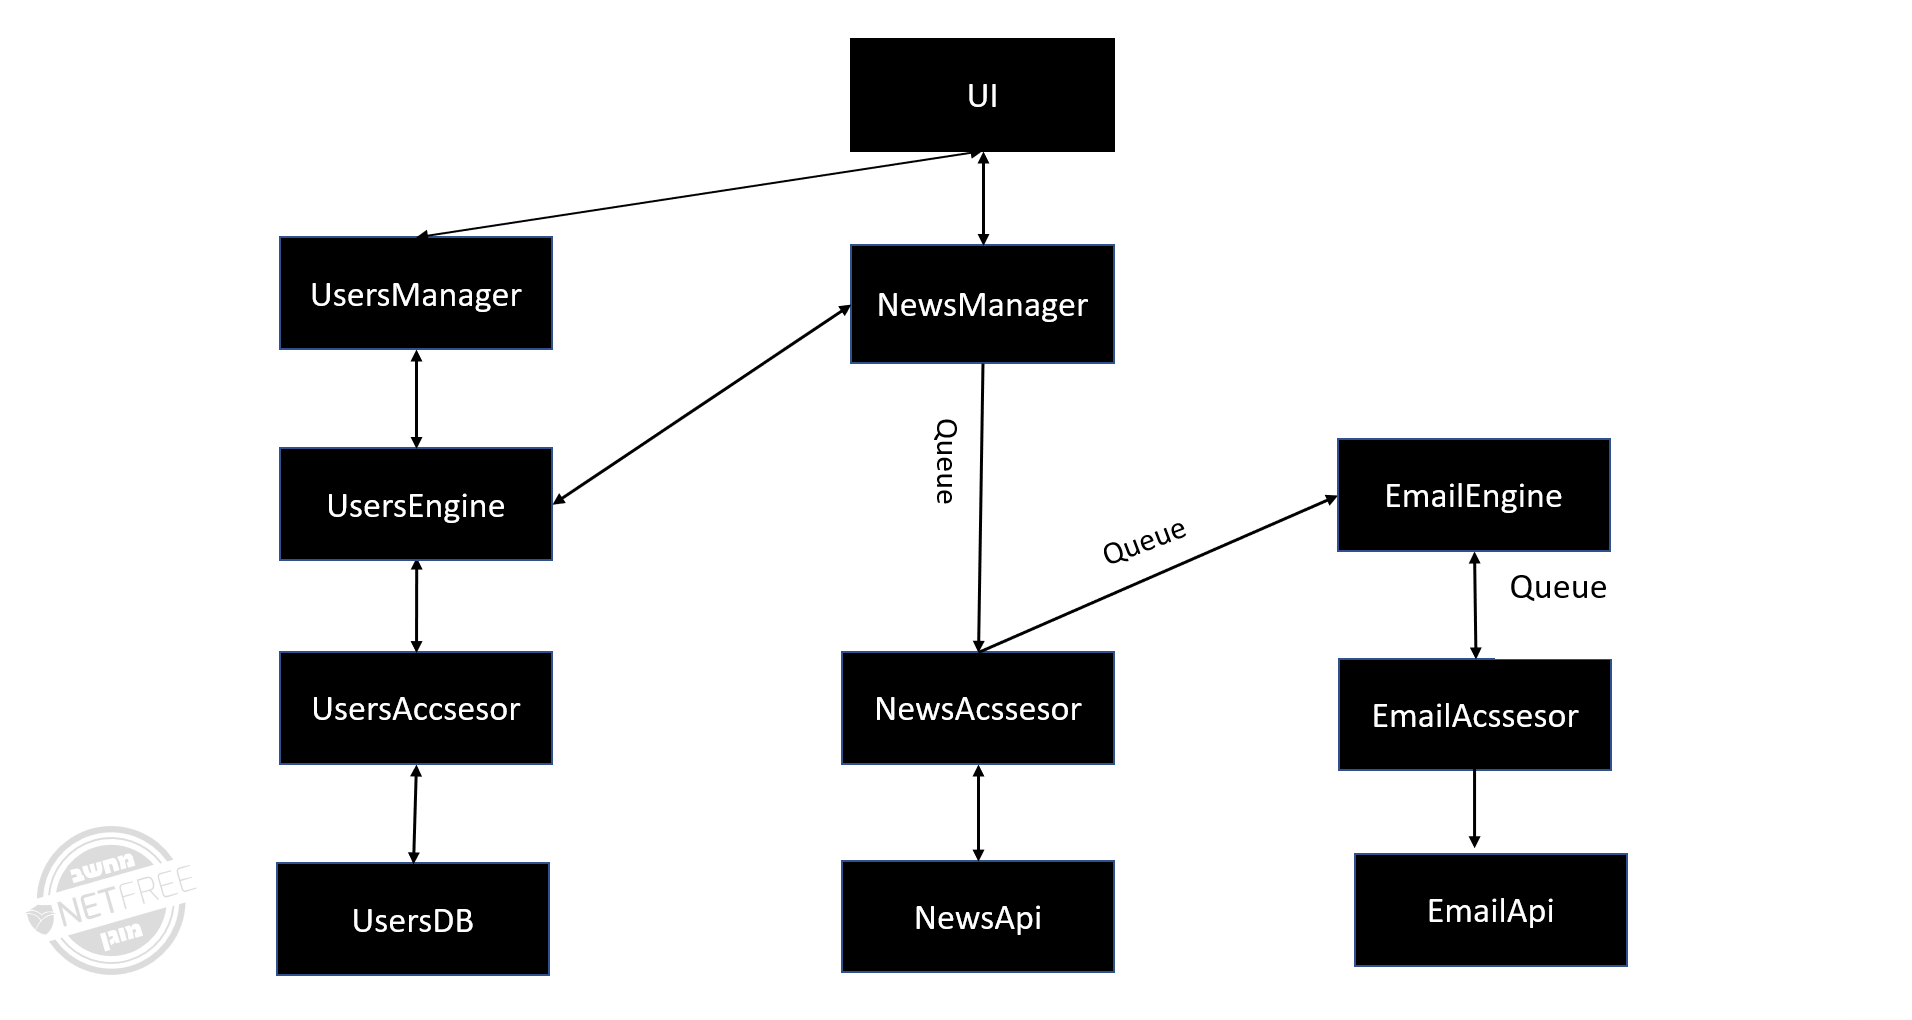 UI
UsersManager
NewsManager
Queue
UsersEngine
EmailEngine
Queue
Queue
UsersAccsesor
NewsAcssesor
EmailAcssesor
UsersDB
NewsApi
EmailApi
מחשב
NETFREE
מוגן